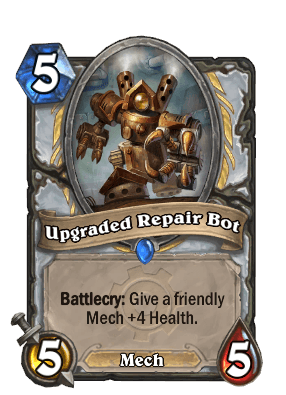 5
Upgraded Repair Bot
Battlecry: Give a friendly
Mech +4 Health.
5
Mech
5